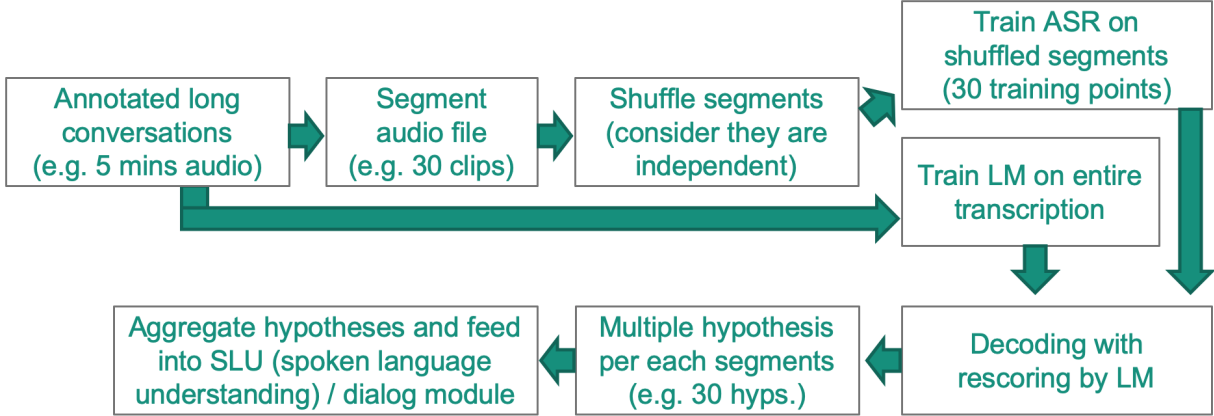 Annotated long
conversations
(e.g. 5 mins audio)
Segment
audio file
(e.g. 30 clips)
Shuffle segments
(consider they are
independent)
Train ASR on
shuffled segments
(30 training points)
Train LM on entire
transcription
Decoding with
rescoring by LM
Multiple hypothesis
per each segments
(e.g. 30 hyps.)
Aggregate hypotheses and feed
into SLU (spoken language
understanding) / dialog module